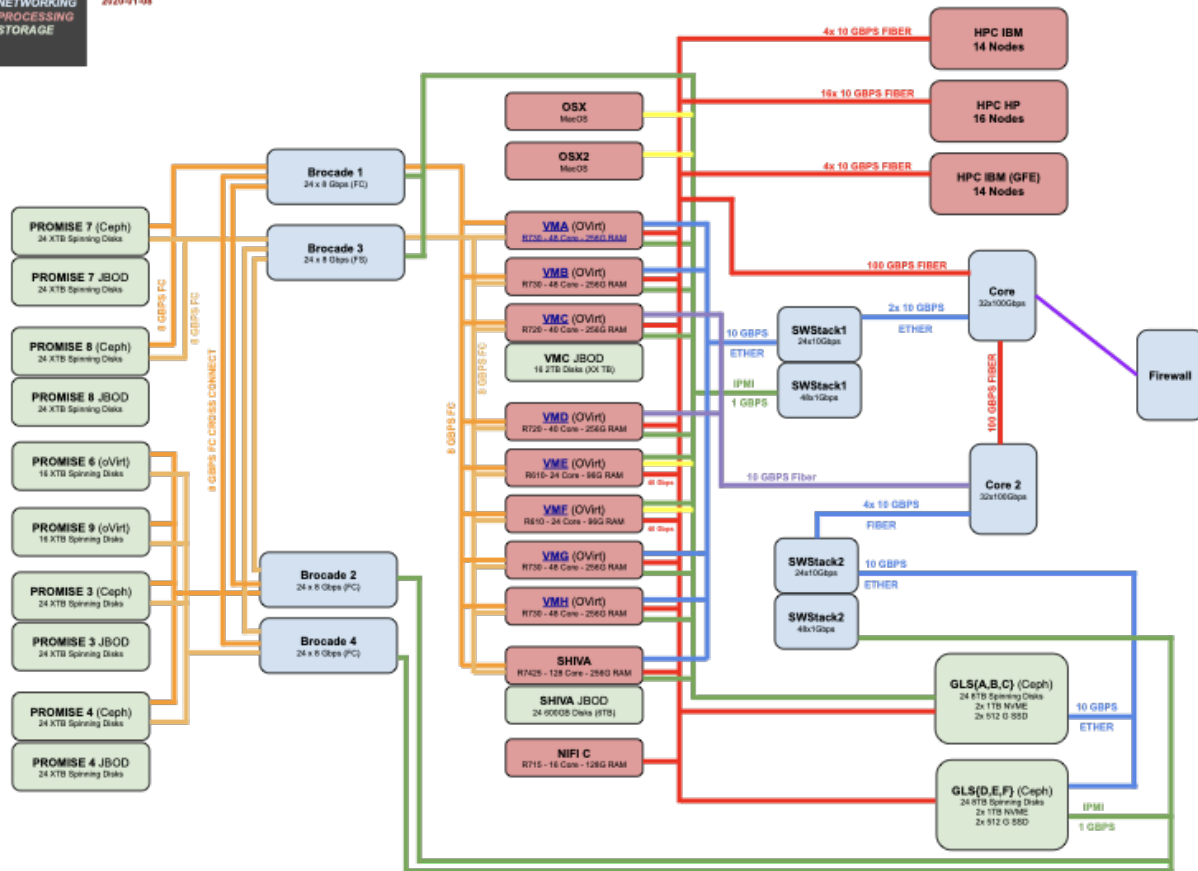 NETWORKING
PROCESSING
STORAGE
2020-01-08
HPC IBM
14 Nodes
4x 10 GBPS FIBER
HPC HP
16 Nodes
16x 10 GBPS FIBER
HPC IBM (GFE)
14 Nodes
4x 10 GBPS FIBER
OSX
MacOS
OSX2
MacOS
Brocade 1
24 x 8 Gbps (FC)
Brocade 3
24 x 8 Gbps (FS)
PROMISE 7 (Ceph)
24 XTB Spinning Disks
PROMISE 7 JBOD
24 XTB Spinning Disks
PROMISE 8 (Ceph)
24 XTB Spinning Disks
PROMISE 8 JBOD
24 XTB Spinning Disks
PROMISE 6 (oVirt)
16 XTB Spinning Disks
PROMISE 9 (oVirt)
16 XTB Spinning Disks
PROMISE 3 (Ceph)
24 XTB Spinning Disks
PROMISE 3 JBOD
24 XTB Spinning Disks
PROMISE 4 (Ceph)
24 XTB Spinning Disks
PROMISE 4 JBOD
24 XTB Spinning Disks
8 GBPS FC
8 GBPS FC
8 GBPS FC CROSS CONNECT
Brocade 2
24 x 8 Gbps (FC)
Brocade 4
24 x 8 Gbps (FC)
8 GBPS FC
8 GBPS FC
VMA (OVirt)
R730 - 48 Core - 256G RAM
VMB (OVirt)
R730 - 48 Core - 256G RAM
VMC (OVirt)
R720 - 40 Core - 256G RAM
VMC JBOD
16 2TB Disks (XX TB)
VMD (OVirt)
R720 - 40 Core - 256G RAM
VME (OVirt)
R610- 24 Core - 96G RAM
40 Gbps
VMF (OVirt)
R610 - 24 Core - 96G RAM
40 Gbps
VMG (OVirt)
R730 - 48 Core - 256G RAM
VMH (OVirt)
R730 - 48 Core - 256G RAM
SHIVA
R7425 - 128 Core - 256G RAM
SHIVA JBOD
24 600GB Disks (6TB)
NIFI C
R715 - 16 Core - 128G RAM
100 GBPS FIBER
Core
32x100Gbps
2x 10 GBPS
ETHER
SWStack1
24x10Gbps
10 GBPS
ETHER
SWStack1
48x1Gbps
IPMI
1 GBPS
Firewall
100 GBPS FIBER
Core 2
32x100Gbps
10 GBPS Fiber
4x 10 GBPS
FIBER
SWStack2
24x10Gbps
10 GBPS
ETHER
SWStack2
48x1Gbps
GLS{A,B,C} (Ceph)
24 8TB Spinning Disks
2x 1TB NVME
2x 512 G SSD
10 GBPS
ETHER
GLS{D,E,F} (Ceph)
24 8TB Spinning Disks
2x 1TB NVME
2x 512 G SSD
IPMI
1 GBPS